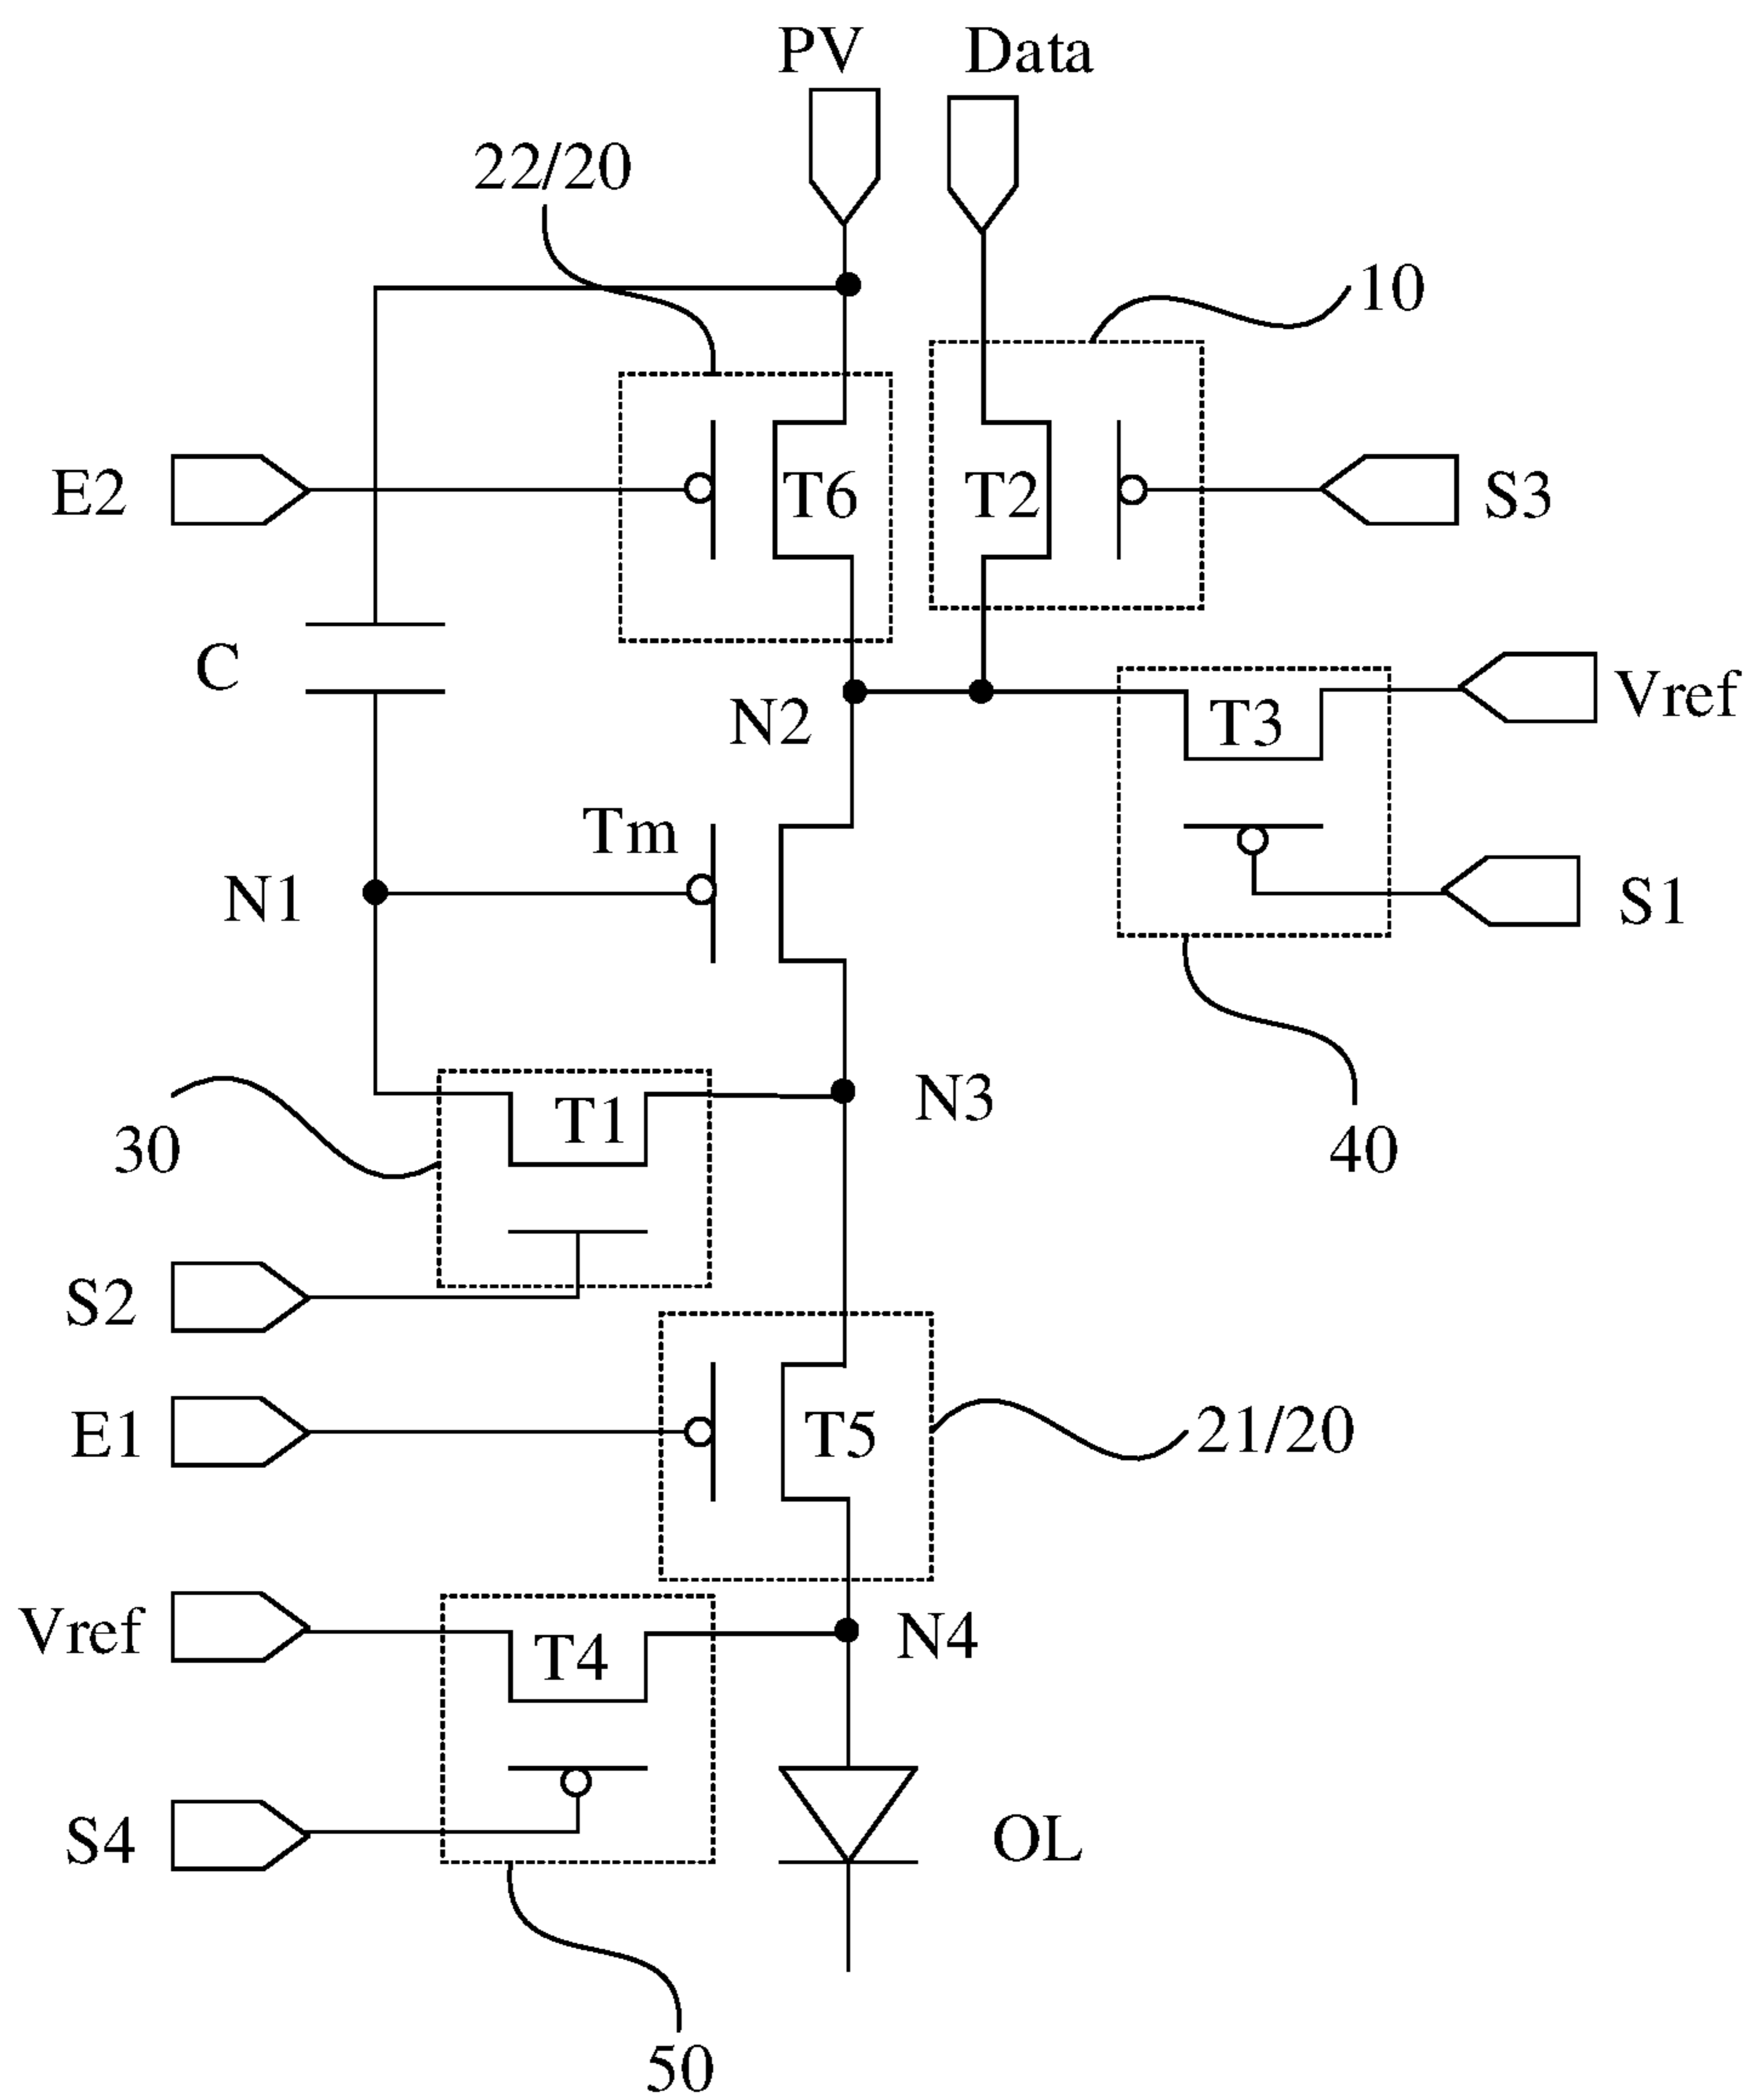 PV Data
22/20
10
E2 T6 T2 S3
C
N2 T3 Vref
Tm
N1 S1
T1 N3
30 40
S2
E1 T5 21/20
Vref T4 N4
S4 OL
50